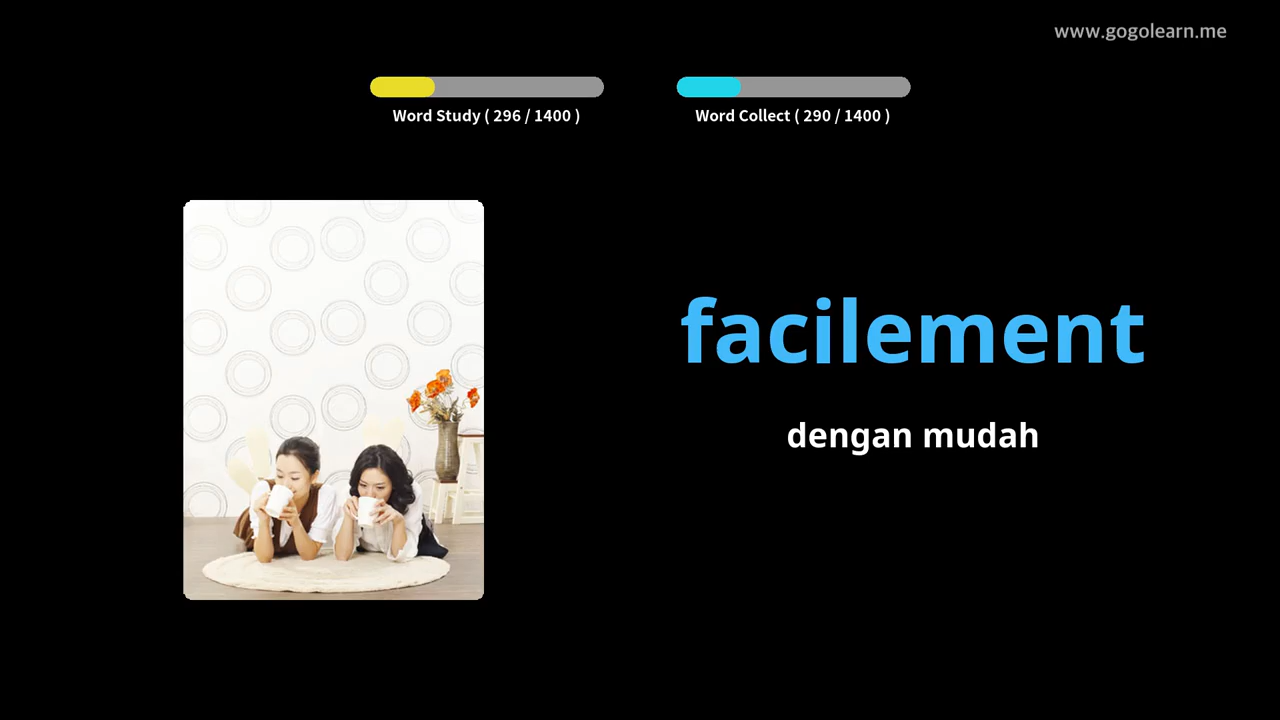 www.gogolearn.me
Word Study ( 296 / 1400 )
Word Collect ( 290 / 1400 )
facilement
dengan mudah